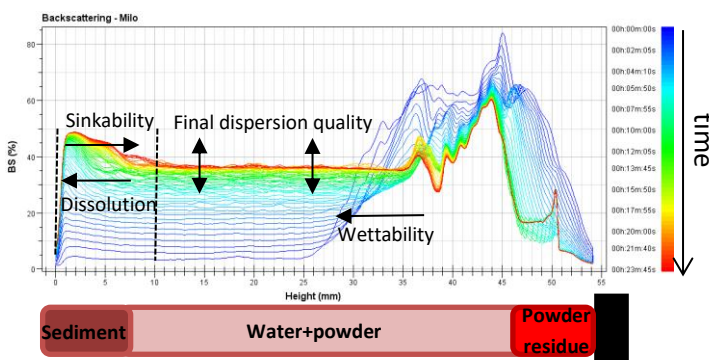 Backscattering - Milo
80
60
40
20
0
BS (%)
Sinkability
Final dispersion quality
Dissolution
Wettability
0 5 10 15 20 25 30 35 40 45 50 55
Height (mm)
00h:00m:00s
00h:02m:05s
00h:04m:10s
00h:05m:50s
00h:07m:55s
00h:10m:00s
00h:12m:05s
00h:13m:45s
00h:15m:50s
00h:17m:55s
00h:20m:00s
00h:21m:40s
00h:23m:45s
time
Sediment
Water+powder
Powder
residue